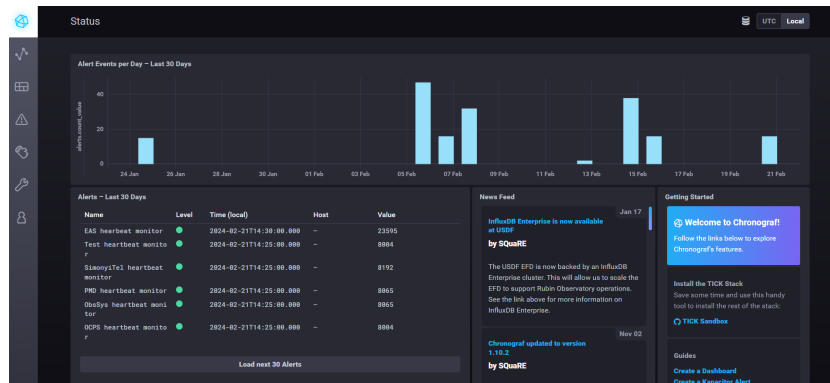 Status
UTC Local
Alert Events per Day – Last 30 Days
alerts.count_value
40
20
0
24 Jan 26 Jan 28 Jan 30 Jan 01 Feb 03 Feb 05 Feb 07 Feb 09 Feb 11 Feb 13 Feb 15 Feb 17 Feb 19 Feb 21 Feb
Alerts – Last 30 Days
Name Level Time (local) Host Value
EAS hearbeat monitor 2024-02-21T14:30:00.000 – 23595
Test heartbeat monito 2024-02-21T14:25:00.000 – 8004
r
SimonyiTel heartbeat 2024-02-21T14:25:00.000 – 8192
monitor
PMD heartbeat monitor 2024-02-21T14:25:00.000 – 8065
ObsSys heartbeat moni 2024-02-21T14:25:00.000 – 8065
tor
OCPS heartbeat monito 2024-02-21T14:25:00.000 – 8004
r
Load next 30 Alerts
News Feed
Jan 17
InfluxDB Enterprise is now available
at USDF
by SQuaRE
The USDF EFD is now backed by an InfluxDB
Enterprise cluster. This will allow us to scale the
EFD to support Rubin Observatory operations.
See the link above for more information on
InfluxDB Enterprise.
Nov 02
Chronograf updated to version
1.10.2
by SQuaRE
Getting Started
Welcome to Chronograf!
Follow the links below to explore
Chronograf's features.
Install the TICK Stack
Save some time and use this handy
tool to install the rest of the stack:
TICK Sandbox
Guides
Create a Dashboard
Create a Kapacitor Alert